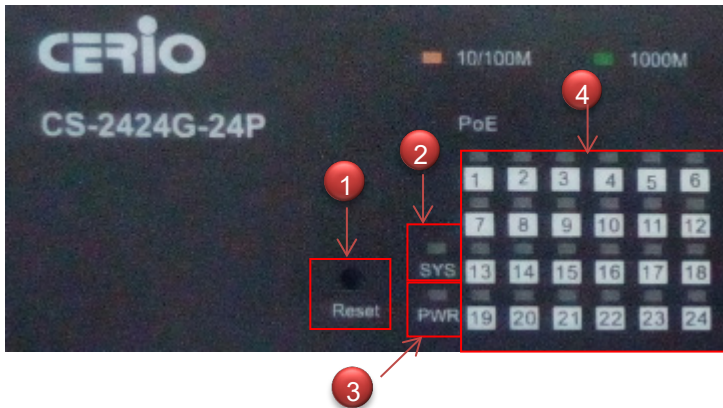 CERIO
10/100M 1000M
CS-2424G-24P
PoE
4
2
1
1 2 3 4 5 6
7 8 9 10 11 12
SYS
13 14 15 16 17 18
Reset
PWR
19 20 21 22 23 24
3